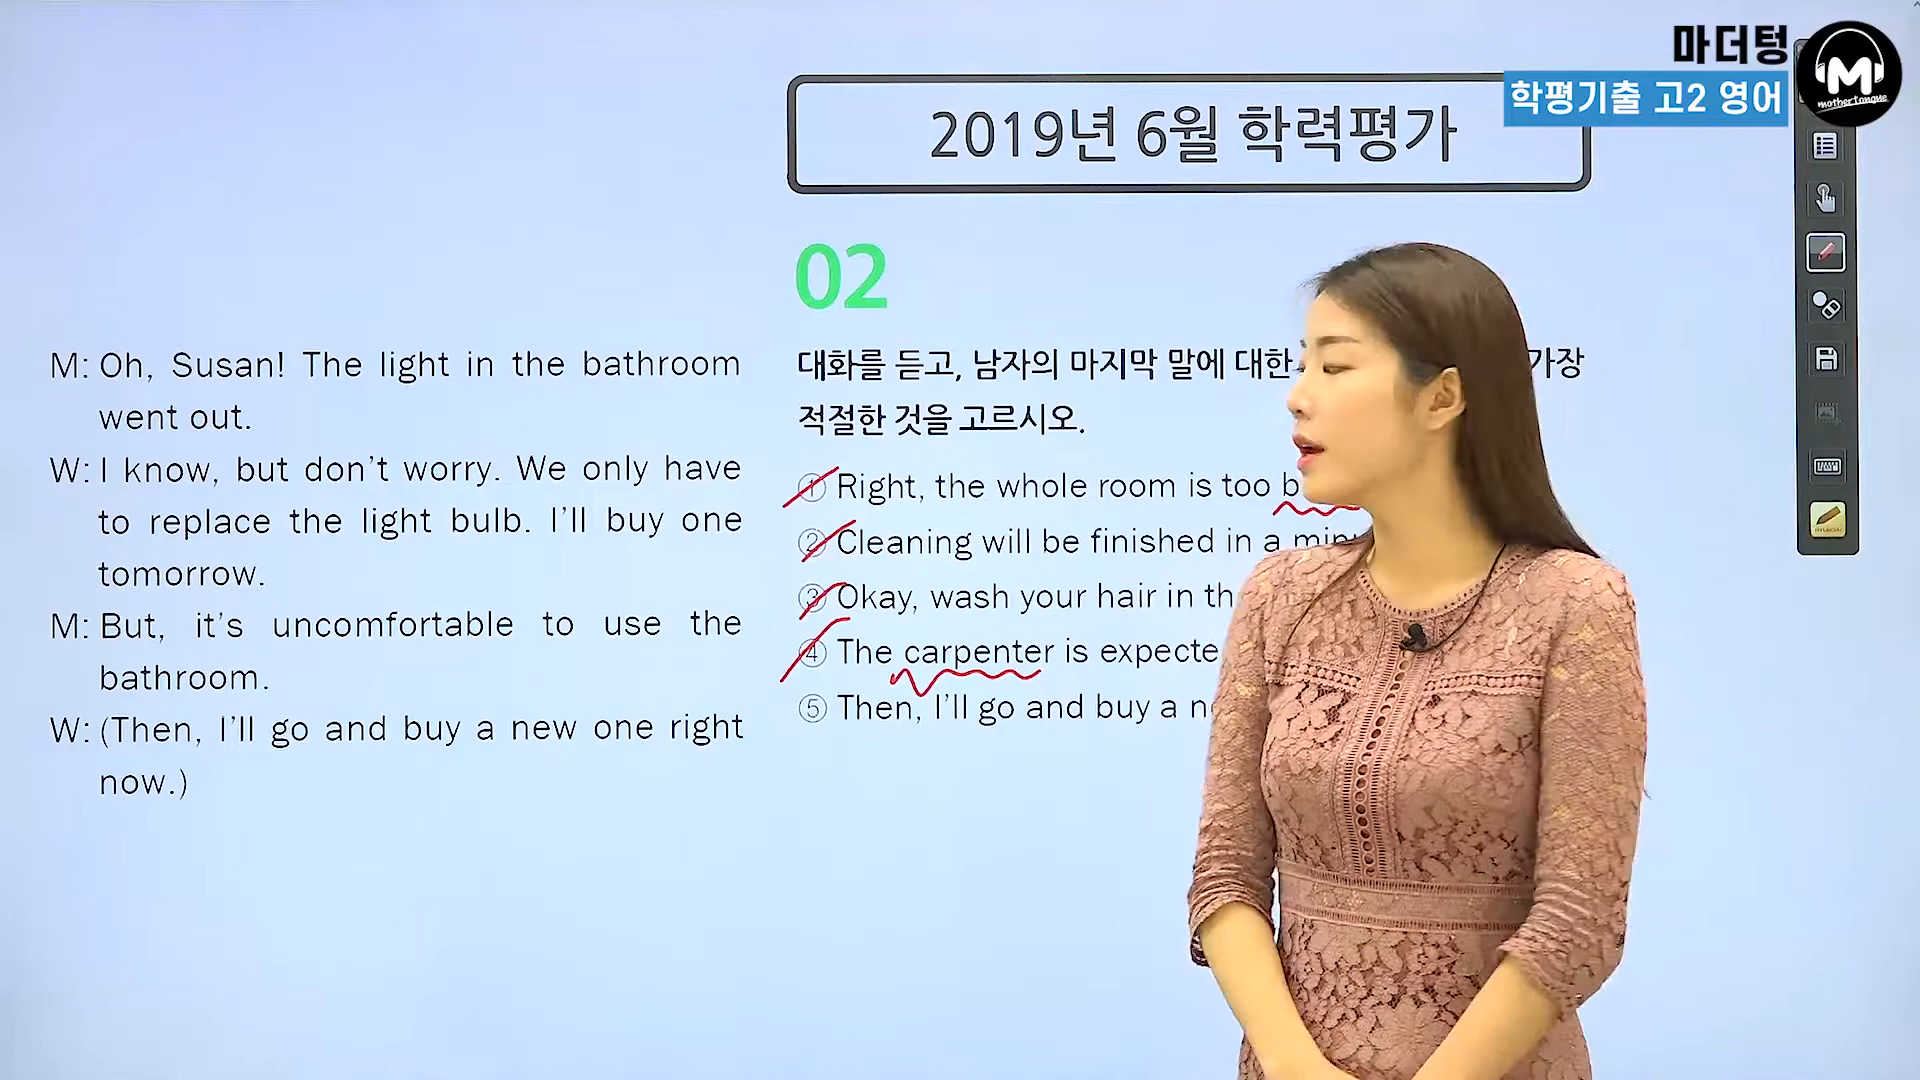 마더텅
학평기출 고2 영어
M
mothertongue
2019년 6월 학력평가
02
대화를 듣고, 남자의 마지막 말에 대한 가장
적절한 것을 고르시오.
① Right, the whole room is too
② Cleaning will be finished in a
③ Okay, wash your hair in
④ The carpenter is
⑤ Then, I'll go and buy a
M: Oh, Susan! The light in the bathroom
went out.
W: I know, but don't worry. We only have
to replace the light bulb. I'll buy one
tomorrow.
M: But, it's uncomfortable to use the
bathroom.
W: (Then, I'll go and buy a new one right
now.)